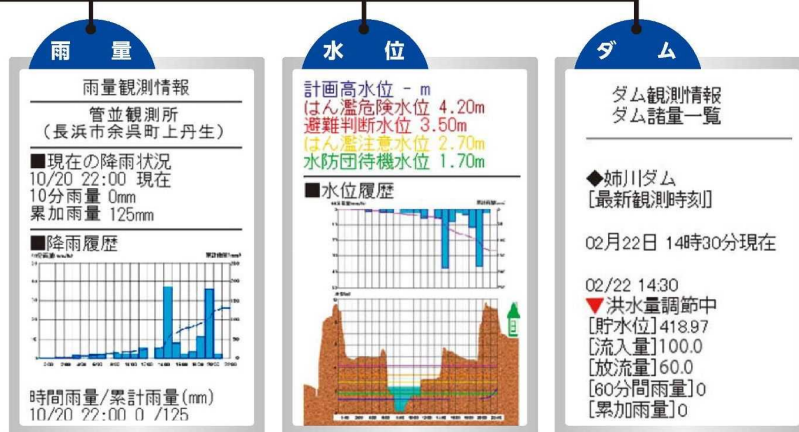 雨量
雨量観測情報
管並観測所
（長浜市余呉町上丹生）
■現在の降雨状況
10/20 22:00 現在
10分雨量 0mm
累加雨量 125mm
■降雨履歴
時間雨量/累計雨量(mm)
10/20 22:00 0 /125
水位
計画高水位 - m
はん濫危険水位 4.20m
避難判断水位 3.50m
はん濫注意水位 2.70m
水防団待機水位 1.70m
■水位履歴
ダム
ダム観測情報
ダム諸量一覧
◆姉川ダム
[最新観測時刻]
02月22日 14時30分現在
02/22 14:30
▼洪水量調節中
[貯水位]418.97
[流入量]100.0
[放流量]60.0
[60分間雨量]0
[累加雨量]0